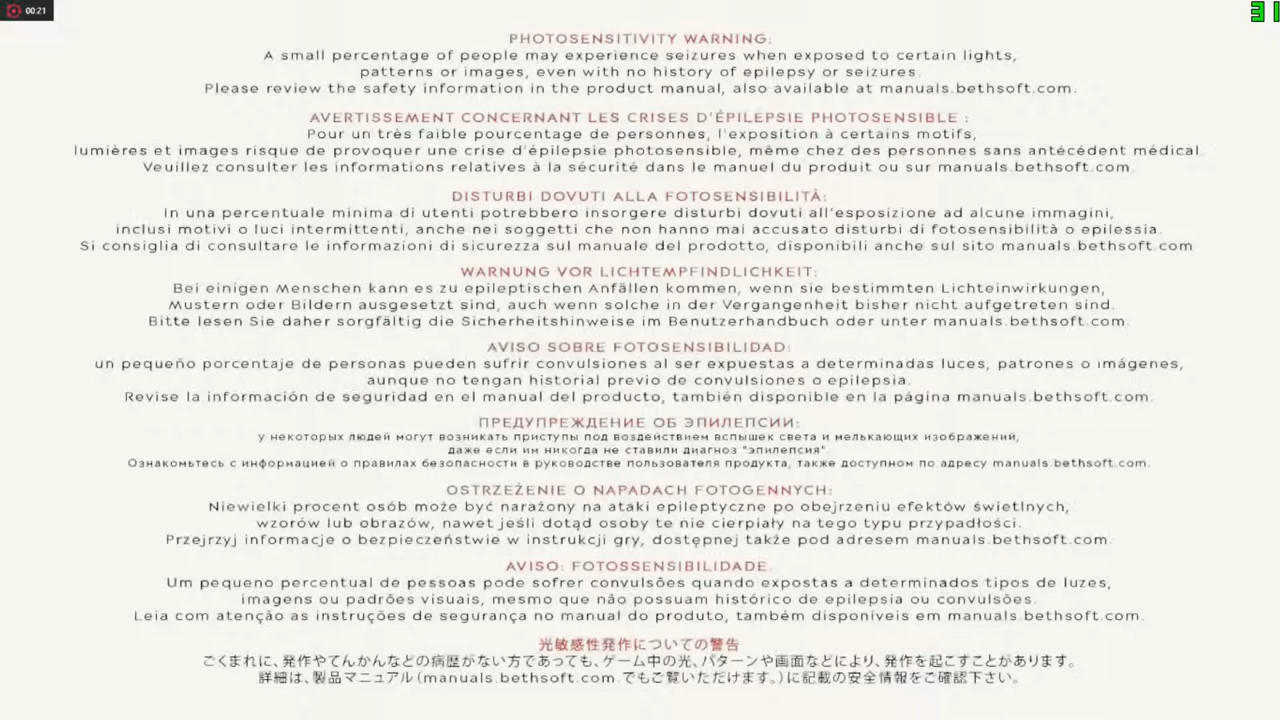 00:21
31
PHOTOSENSITIVITY WARNING:
A small percentage of people may experience seizures when exposed to certain lights,
patterns or images, even with no history of epilepsy or seizures.
Please review the safety information in the product manual, also available at manuals.bethsoft.com.
AVERTISSEMENT CONCERNANT LES CRISES D'ÉPILEPSIE PHOTOSENSIBLE :
Pour un très faible pourcentage de personnes, l'exposition à certains motifs,
lumières et images risque de provoquer une crise d'épilepsie photosensible, même chez des personnes sans antécédent médical.
Veuillez consulter les informations relatives à la sécurité dans le manuel du produit ou sur manuals.bethsoft.com.
DISTURBI DOVUTI ALLA FOTOSENSIBILITÀ:
In una percentuale minima di utenti potrebbero insorgere disturbi dovuti all'esposizione ad alcune immagini,
inclusi motivi o luci intermittenti, anche nei soggetti che non hanno mai accusato disturbi di fotosensibilità o epilessia.
Si consiglia di consultare le informazioni di sicurezza sul manuale del prodotto, disponibili anche sul sito manuals.bethsoft.com
WARNUNG VOR LICHTEMPFINDLICHKEIT:
Bei einigen Menschen kann es zu epileptischen Anfällen kommen, wenn sie bestimmten Lichteinwirkungen,
Mustern oder Bildern ausgesetzt sind, auch wenn solche in der Vergangenheit bisher nicht aufgetreten sind.
Bitte lesen Sie daher sorgfältig die Sicherheitshinweise im Benutzerhandbuch oder unter manuals.bethsoft.com.
AVISO SOBRE FOTOSENSIBILIDAD:
un pequeño porcentaje de personas pueden sufrir convulsiones al ser expuestas a determinadas luces, patrones o imágenes,
aunque no tengan historial previo de convulsiones o epilepsia.
Revise la información de seguridad en el manual del producto, también disponible en la página manuals.bethsoft.com.
ПРЕДУПРЕЖДЕНИЕ ОБ ЭПИЛЕПСИИ:
у некоторых людей могут возникать приступы под воздействием вспышек света и мелькающих изображений,
даже если им никогда не ставили диагноз "эпилепсия".
Ознакомьтесь с информацией о правилах безопасности в руководстве пользователя продукта, также доступном по адресу manuals.bethsoft.com.
OSTRZEŻENIE O NAPADACH FOTOGENNYCH:
Niewielki procent osób może być narażony na ataki epileptyczne po obejrzeniu efektów świetlnych,
wzorów lub obrazów, nawet jeśli dotąd osoby te nie cierpiały na tego typu przypadłości.
Przejrzyj informacje o bezpieczeństwie w instrukcji gry, dostępnej także pod adresem manuals.bethsoft.com.
AVISO: FOTOSSENSIBILIDADE.
Um pequeno percentual de pessoas pode sofrer convulsões quando expostas a determinados tipos de luzes,
imagens ou padrões visuais, mesmo que não possuam histórico de epilepsia ou convulsões.
Leia com atenção as instruções de segurança no manual do produto, também disponíveis em manuals.bethsoft.com.
光敏感性発作についての警告
ごくまれに、発作やてんかんなどの病歴がない方であっても、ゲーム中の光、パターンや画面などにより、発作を起こすことがあります。
詳細は、製品マニュアル(manuals.bethsoft.com.でもご覧いただけます。)に記載の安全情報をご確認下さい。